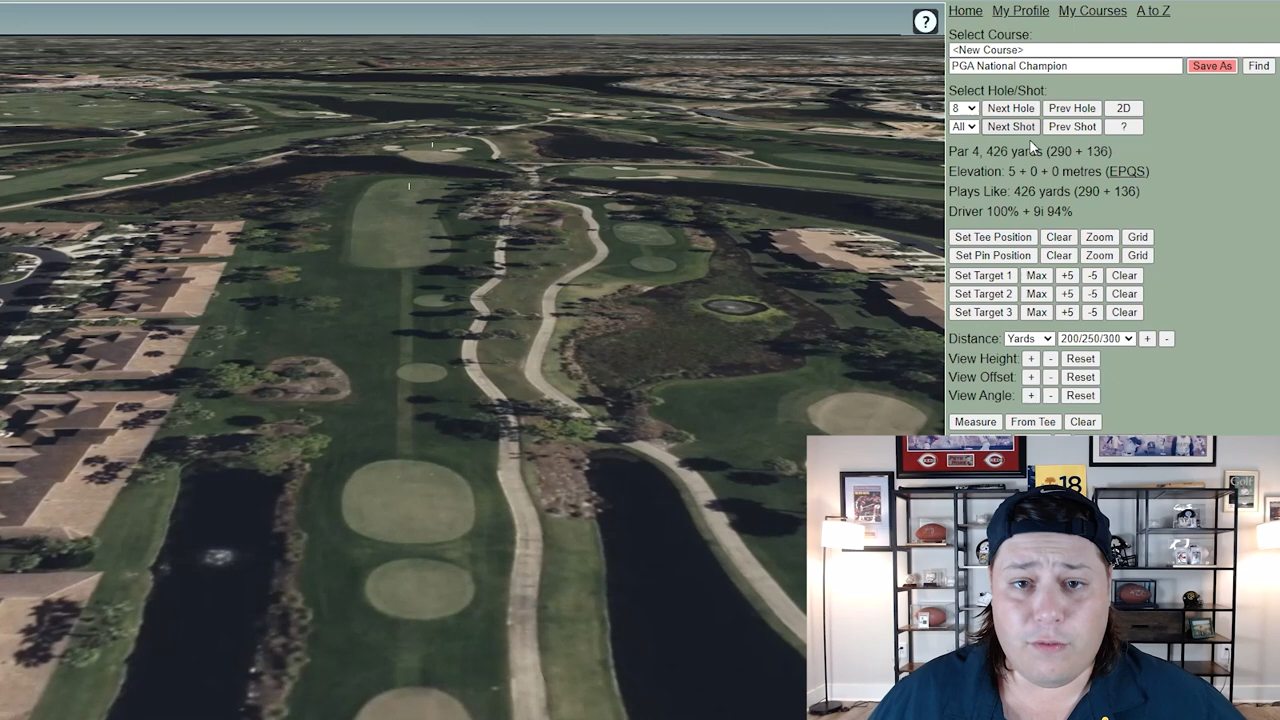 ?
Home My Profile My Courses A to Z
Select Course:
<New Course>
PGA National Champion Save As Find
Select Hole/Shot:
8 Next Hole Prev Hole 2D
All Next Shot Prev Shot ?
Par 4, 426 yards (290 + 136)
Elevation: 5 + 0 + 0 metres (EPQS)
Plays Like: 426 yards (290 + 136)
Driver 100% + 9i 94%
Set Tee Position Clear Zoom Grid
Set Pin Position Clear Zoom Grid
Set Target 1 Max +5 -5 Clear
Set Target 2 Max +5 -5 Clear
Set Target 3 Max +5 -5 Clear
Distance: Yards 200/250/300 + -
View Height: + - Reset
View Offset: + - Reset
View Angle: + - Reset
Measure From Tee Clear
18
Golf